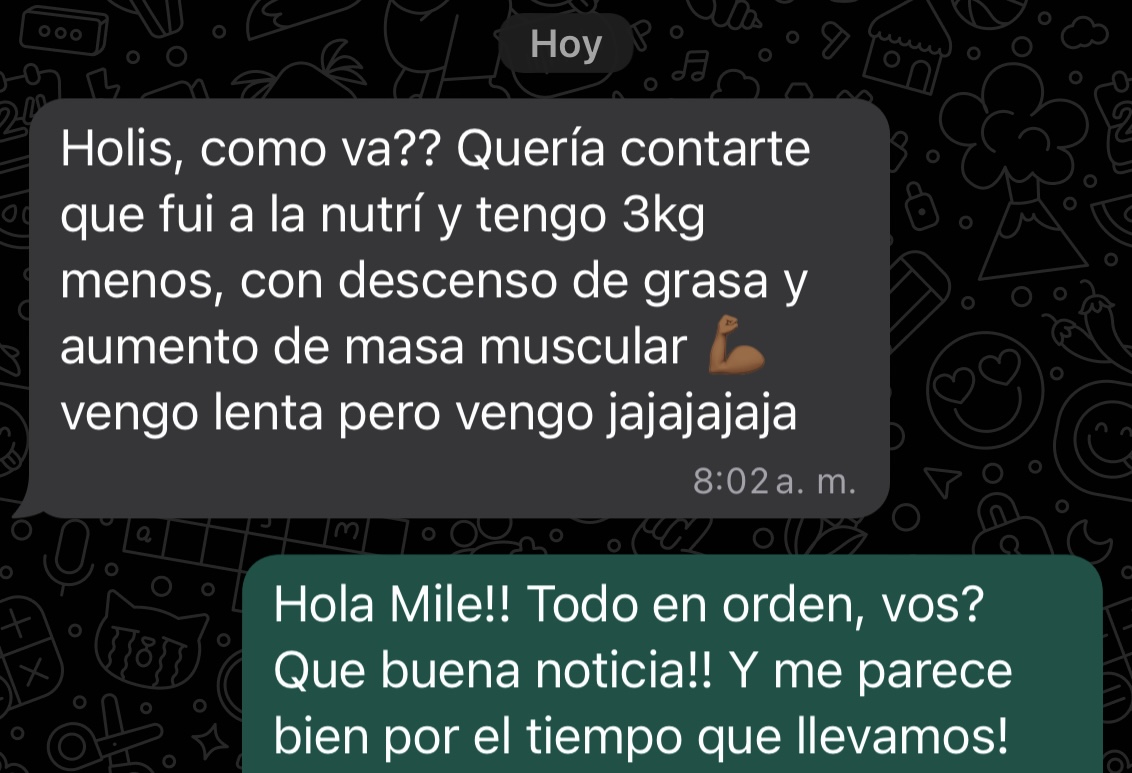 Hoy
Holis, como va?? Quería contarte
que fui a la nutrí y tengo 3kg
menos, con descenso de grasa y
aumento de masa muscular 💪🏾
vengo lenta pero vengo jajajajaja
8:02 a. m.
Hola Mile!! Todo en orden, vos?
Que buena noticia!! Y me parece
bien por el tiempo que llevamos!